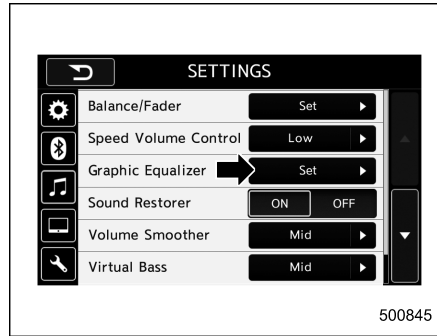 SETTINGS
Balance/Fader Set
Speed Volume Control Low
Graphic Equalizer Set
Sound Restorer ON OFF
Volume Smoother Mid
Virtual Bass Mid
500845